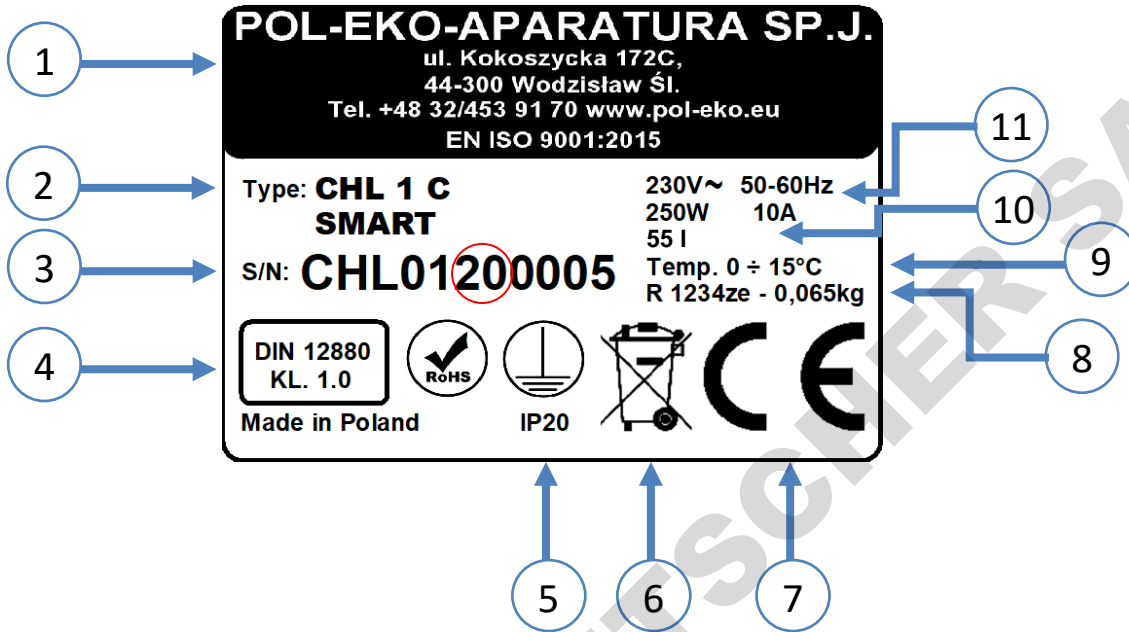 POL-EKO-APARATURA SP.J.
ul. Kokoszycka 172C,
44-300 Wodzisław Śl.
Tel. +48 32/453 91 70 www.pol-eko.eu
EN ISO 9001:2015
1
2
3
4
Type: CHL 1 C
SMART
S/N: CHL01200005
230V~ 50-60Hz
250W 10A
55 l
Temp. 0 ÷ 15°C
R 1234ze - 0,065kg
11
10
9
8
DIN 12880
KL. 1.0
RoHS
CE
Made in Poland
IP20
5
6
7
TSCHER SA